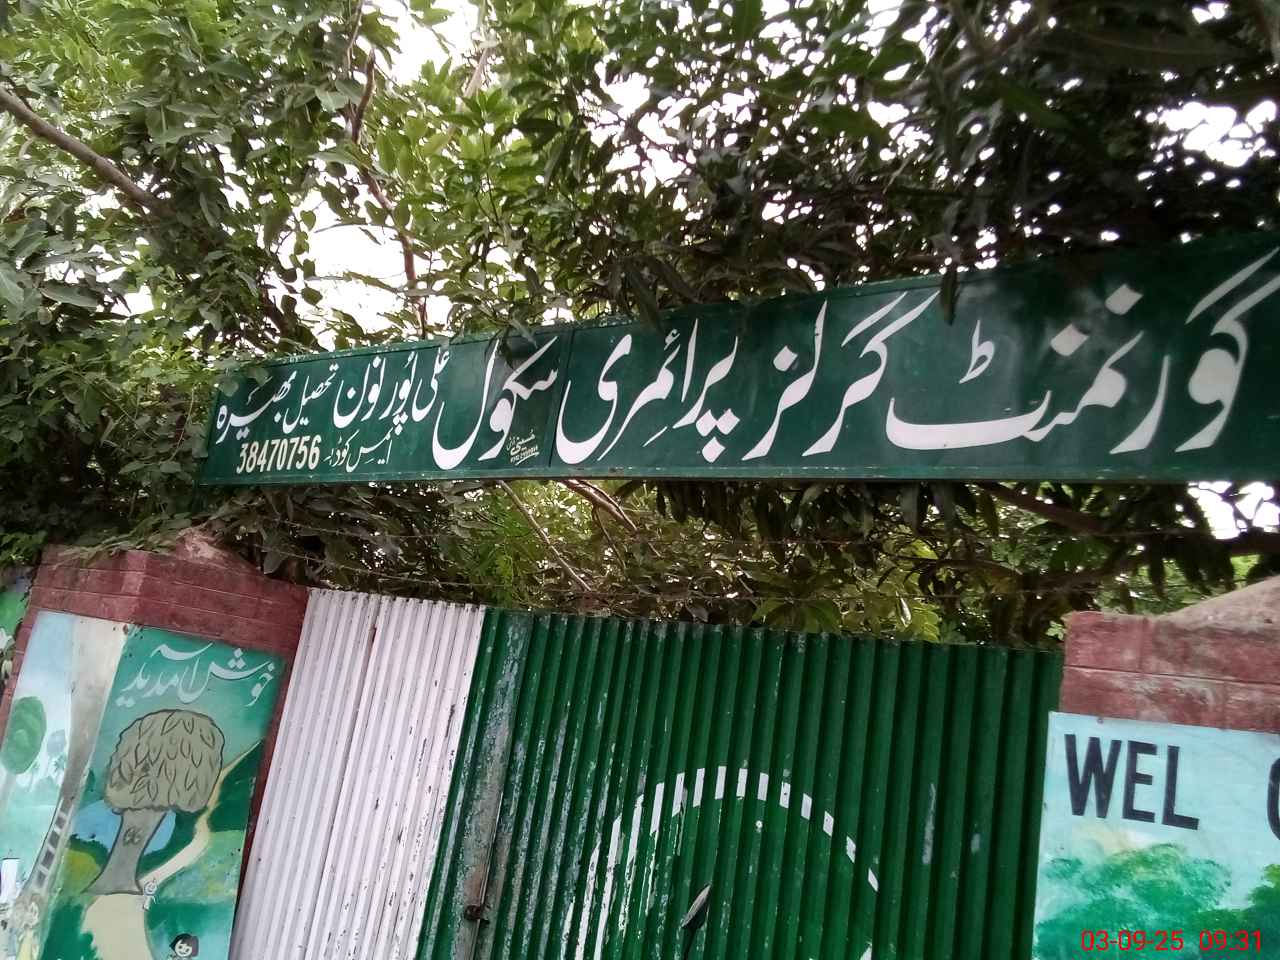 گورنمنٹ گرلز پرائمری سکول علی پور نون تحصیل بھیرہ
ایمس کوڈ: 38470756
خوش آمدید
WEL
03-09-25 09:31